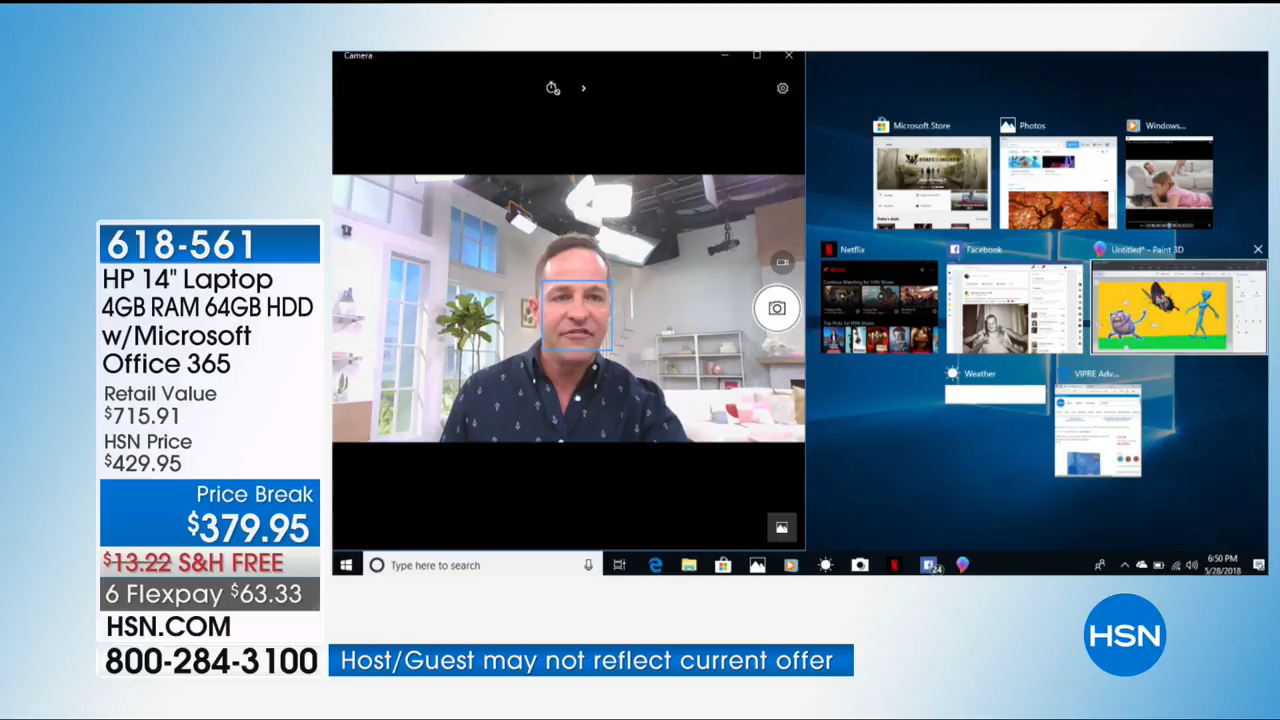 618-561
HP 14" Laptop
4GB RAM 64GB HDD
w/Microsoft
Office 365
Retail Value
$715.91
HSN Price
$429.95
Price Break
$379.95
$13.22 S&H FREE
6 Flexpay $63.33
HSN.COM
800-284-3100
Host/Guest may not reflect current offer
HSN
Camera
Microsoft Store
Photos
Windows...
Netflix
Facebook
Untitled* - Paint 3D
Weather
VIPRE Adv...
Type here to search
24
6:50 PM
5/28/2018